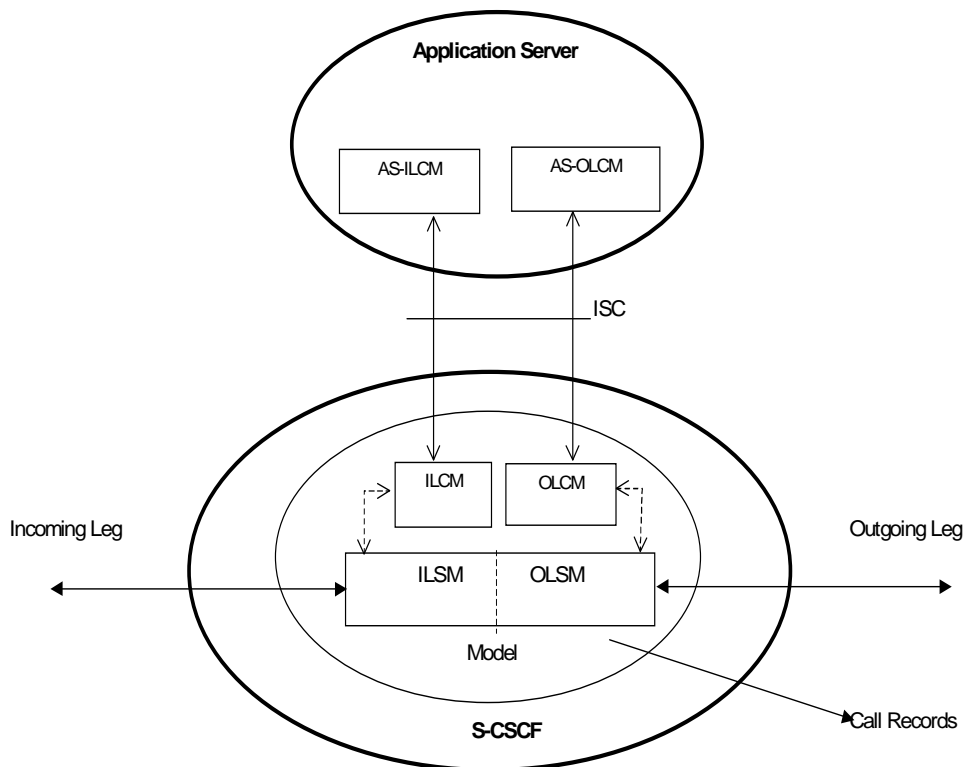 Application Server
AS-ILCM
AS-OLCM
ISC
ILCM
OLCM
Incoming Leg
Outgoing Leg
ILSM
OLSM
Model
S-CSCF
Call Records